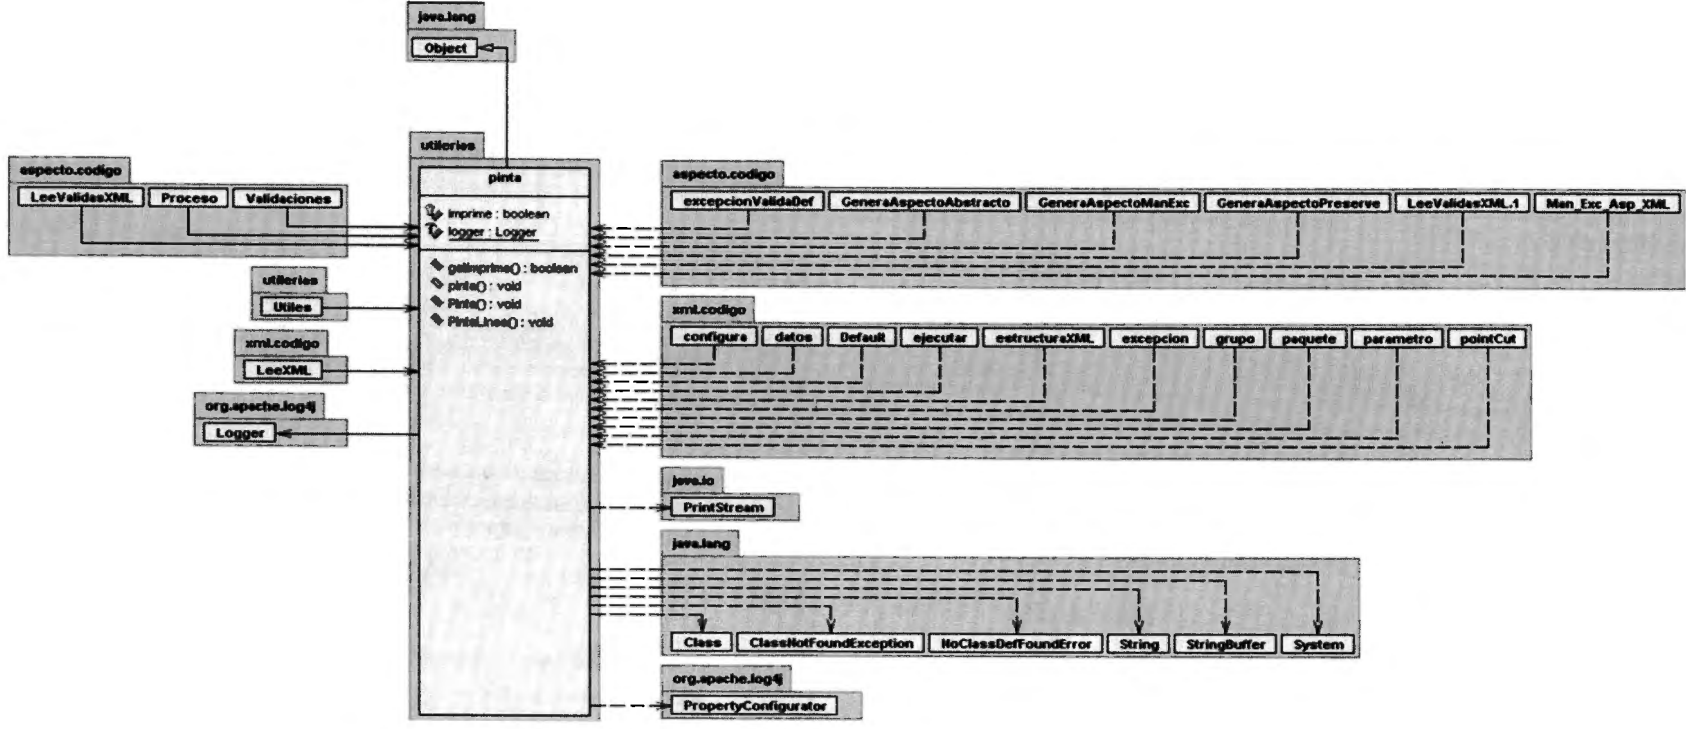 java.lang
Object
utilerias
pinta
imprime : boolean
logger : Logger
getImprime() : boolean
pinta() : void
Pinta() : void
PintaLinea() : void
aspecto.codigo
LeeValidasXML Proceso Validaciones
utilerias
Utiles
xml.codigo
LeeXML
org.apache.log4j
Logger
aspecto.codigo
excepcionValidaDef GeneraAspectoAbstracto GeneraAspectoManExc GeneraAspectoPreserve LeeValidasXML.1 Man_Exc_Asp_XML
xml.codigo
configura datos Default ejecutar estructuraXML excepcion grupo paquete parametro pointCut
java.io
PrintStream
java.lang
Class ClassNotFoundException NoClassDefFoundError String StringBuffer System
org.apache.log4j
PropertyConfigurator